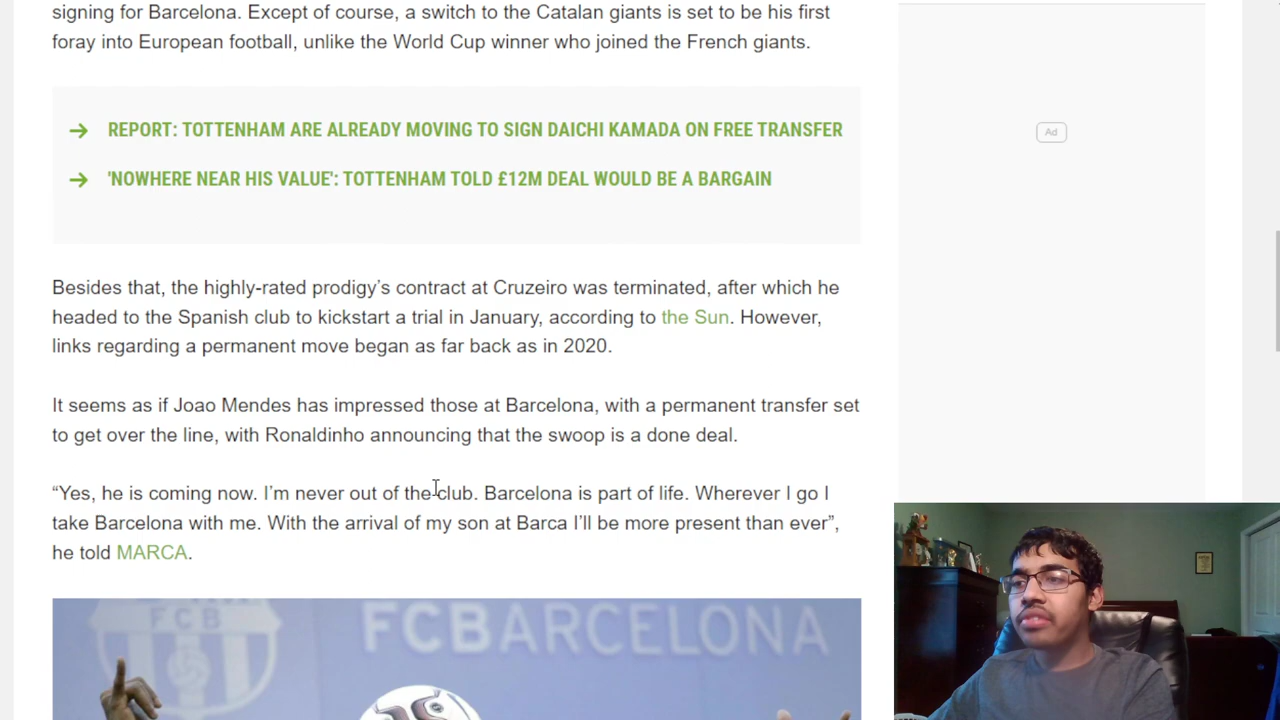 signing for Barcelona. Except of course, a switch to the Catalan giants is set to be his first
foray into European football, unlike the World Cup winner who joined the French giants.
REPORT: TOTTENHAM ARE ALREADY MOVING TO SIGN DAICHI KAMADA ON FREE TRANSFER
'NOWHERE NEAR HIS VALUE': TOTTENHAM TOLD £12M DEAL WOULD BE A BARGAIN
Besides that, the highly-rated prodigy’s contract at Cruzeiro was terminated, after which he
headed to the Spanish club to kickstart a trial in January, according to the Sun. However,
links regarding a permanent move began as far back as in 2020.
It seems as if Joao Mendes has impressed those at Barcelona, with a permanent transfer set
to get over the line, with Ronaldinho announcing that the swoop is a done deal.
“Yes, he is coming now. I’m never out of the club. Barcelona is part of life. Wherever I go I
take Barcelona with me. With the arrival of my son at Barca I’ll be more present than ever”,
he told MARCA.
FCB
FCBARCELONA
Ad